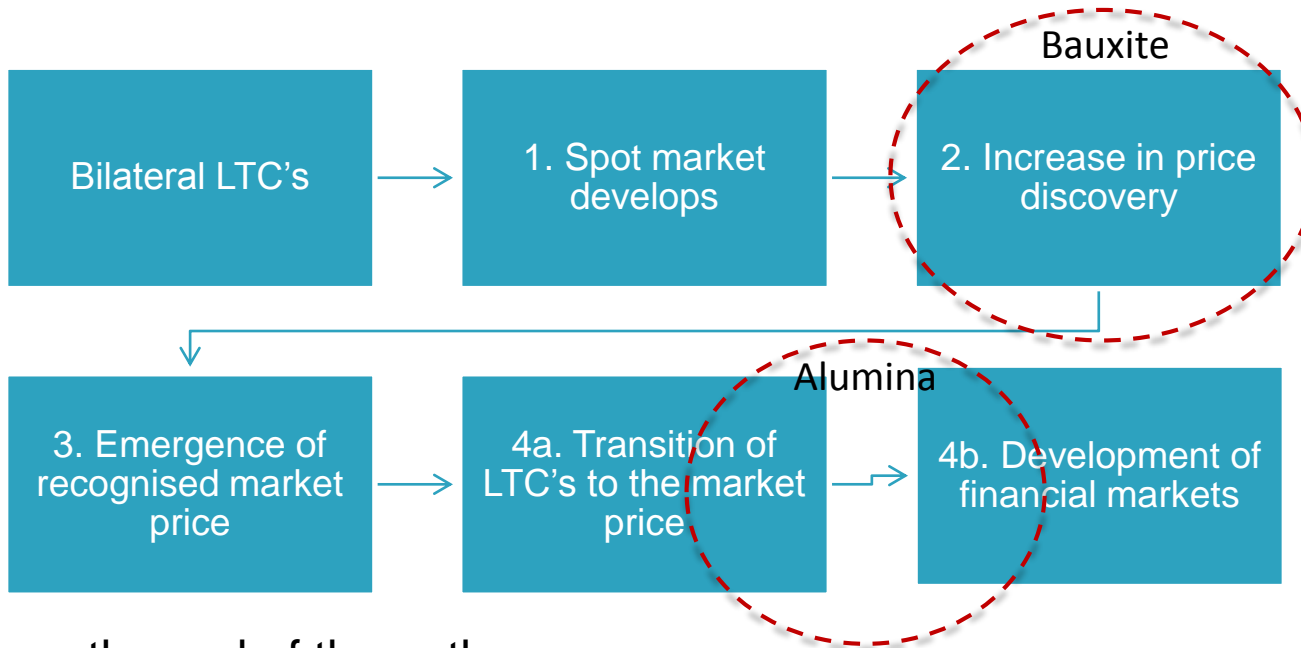 Bauxite
Bilateral LTC's
1. Spot market
develops
2. Increase in price
discovery
Alumina
3. Emergence of
recognised market
price
4a. Transition of
LTC's to the market
price
4b. Development of
financial markets